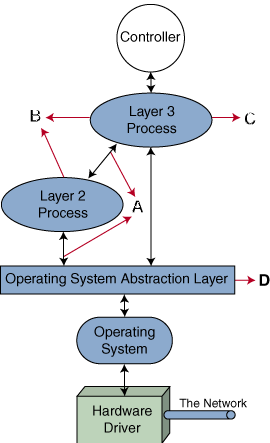 Controller
Layer 3
Process
B
C
Layer 2
Process
A
Operating System Abstraction Layer
D
Operating
System
The Network
Hardware
Driver